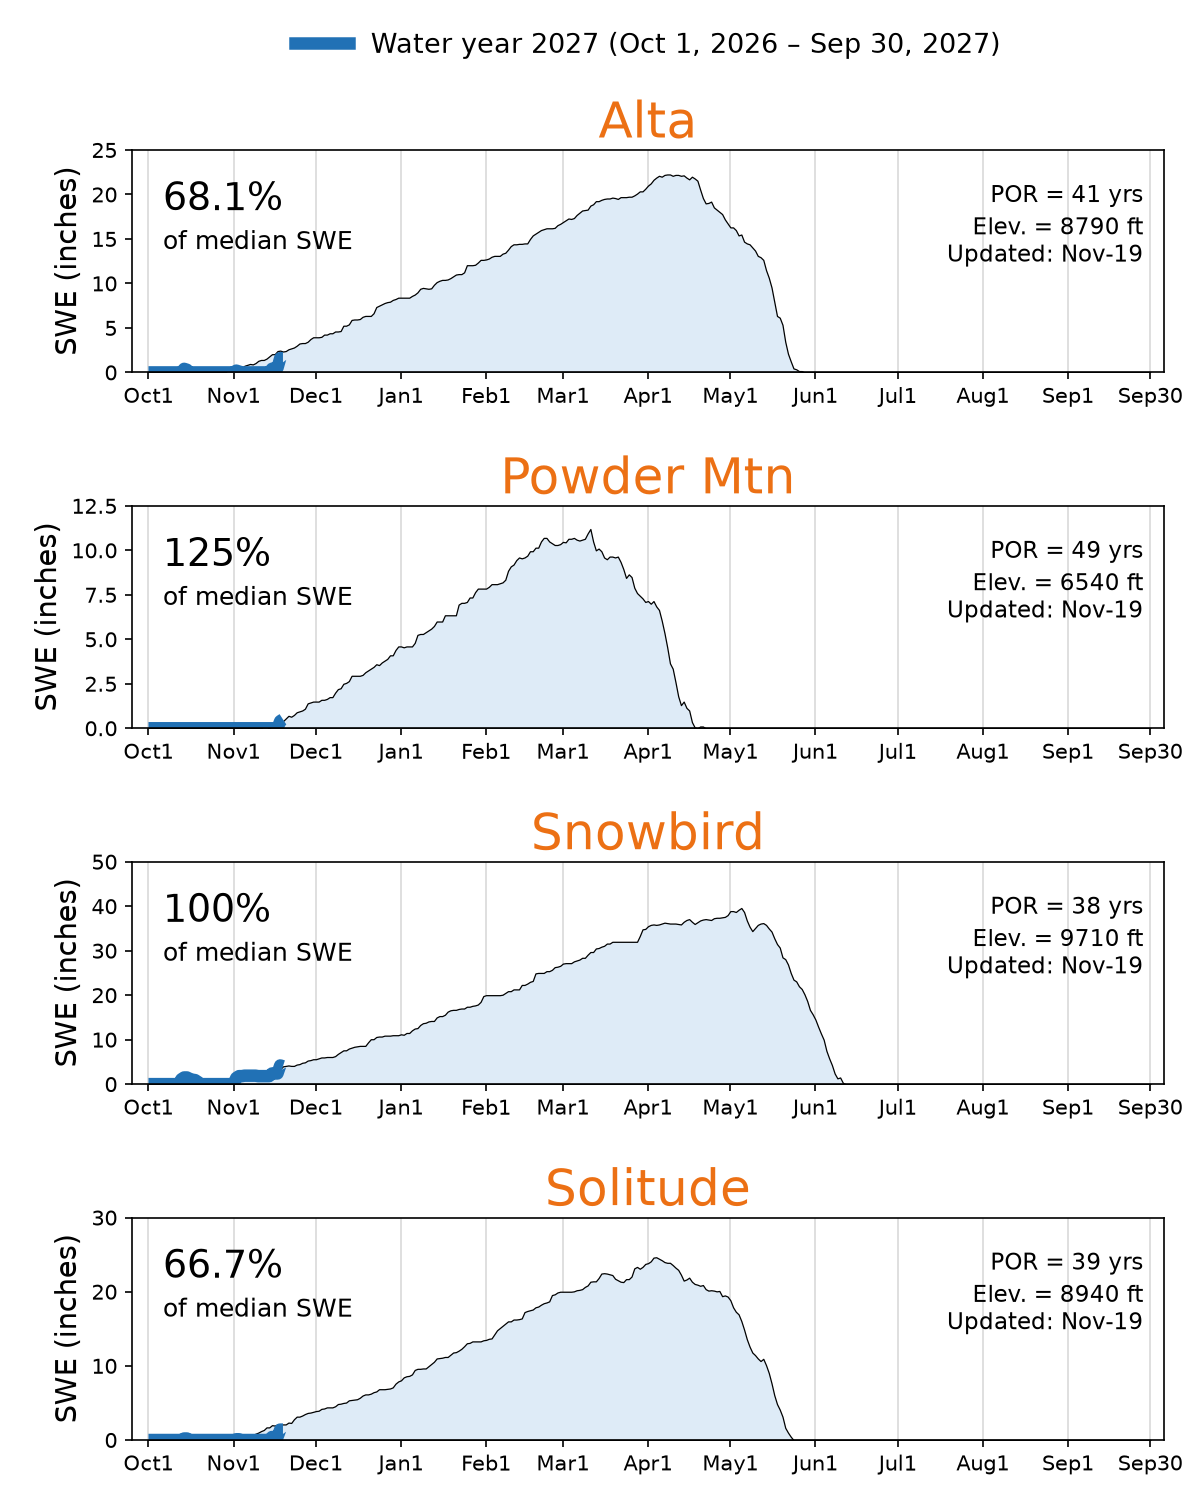 Water year 2027 (Oct 1, 2026 – Sep 30, 2027)
Alta
SWE (inches)
25
20
15
10
5
0
68.1%
of median SWE
POR = 41 yrs
Elev. = 8790 ft
Updated: Nov-19
Oct1 Nov1 Dec1 Jan1 Feb1 Mar1 Apr1 May1 Jun1 Jul1 Aug1 Sep1 Sep30
Powder Mtn
SWE (inches)
12.5
10.0
7.5
5.0
2.5
0.0
125%
of median SWE
POR = 49 yrs
Elev. = 6540 ft
Updated: Nov-19
Oct1 Nov1 Dec1 Jan1 Feb1 Mar1 Apr1 May1 Jun1 Jul1 Aug1 Sep1 Sep30
Snowbird
SWE (inches)
50
40
30
20
10
0
100%
of median SWE
POR = 38 yrs
Elev. = 9710 ft
Updated: Nov-19
Oct1 Nov1 Dec1 Jan1 Feb1 Mar1 Apr1 May1 Jun1 Jul1 Aug1 Sep1 Sep30
Solitude
SWE (inches)
30
20
10
0
66.7%
of median SWE
POR = 39 yrs
Elev. = 8940 ft
Updated: Nov-19
Oct1 Nov1 Dec1 Jan1 Feb1 Mar1 Apr1 May1 Jun1 Jul1 Aug1 Sep1 Sep30